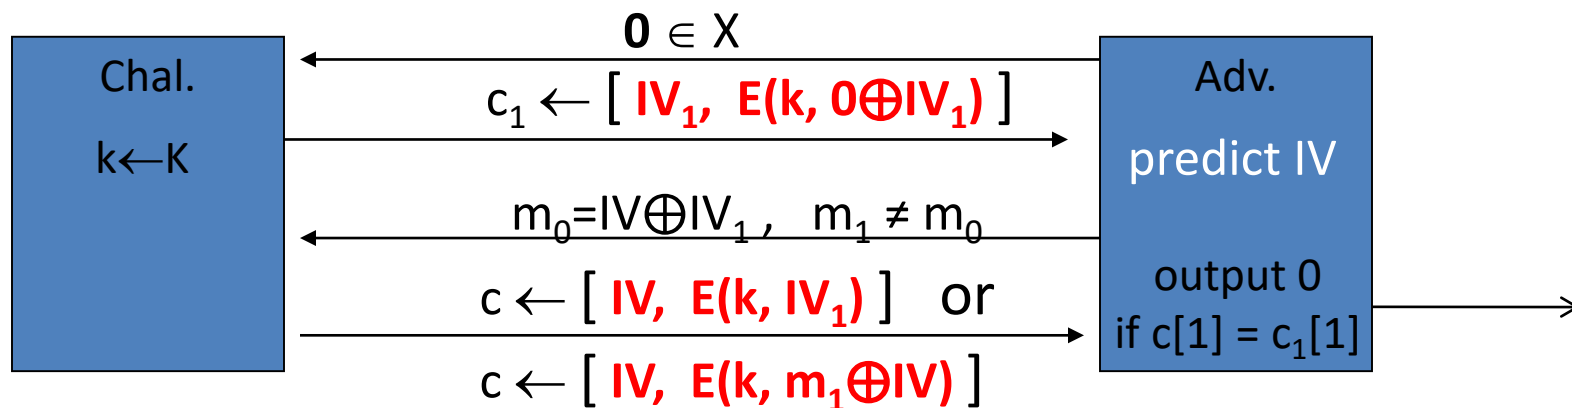 0 ∈ X
Chal.
Adv.
c₁ ← [ IV₁, E(k, 0⊕IV₁) ]
k←K
predict IV
m₀=IV⊕IV₁ , m₁ ≠ m₀
output 0
c ← [ IV, E(k, IV₁) ] or
if c[1] = c₁[1]
c ← [ IV, E(k, m₁⊕IV) ]